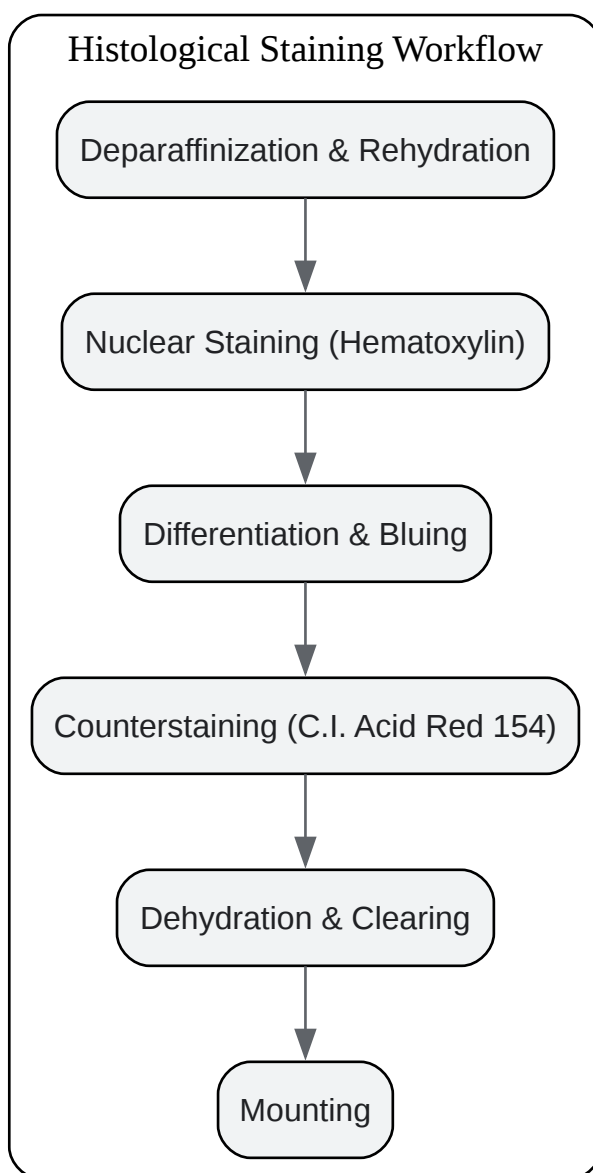 Histological Staining Workflow
Deparaffinization & Rehydration
Nuclear Staining (Hematoxylin)
Differentiation & Bluing
Counterstaining (C.I. Acid Red 154)
Dehydration & Clearing
Mounting